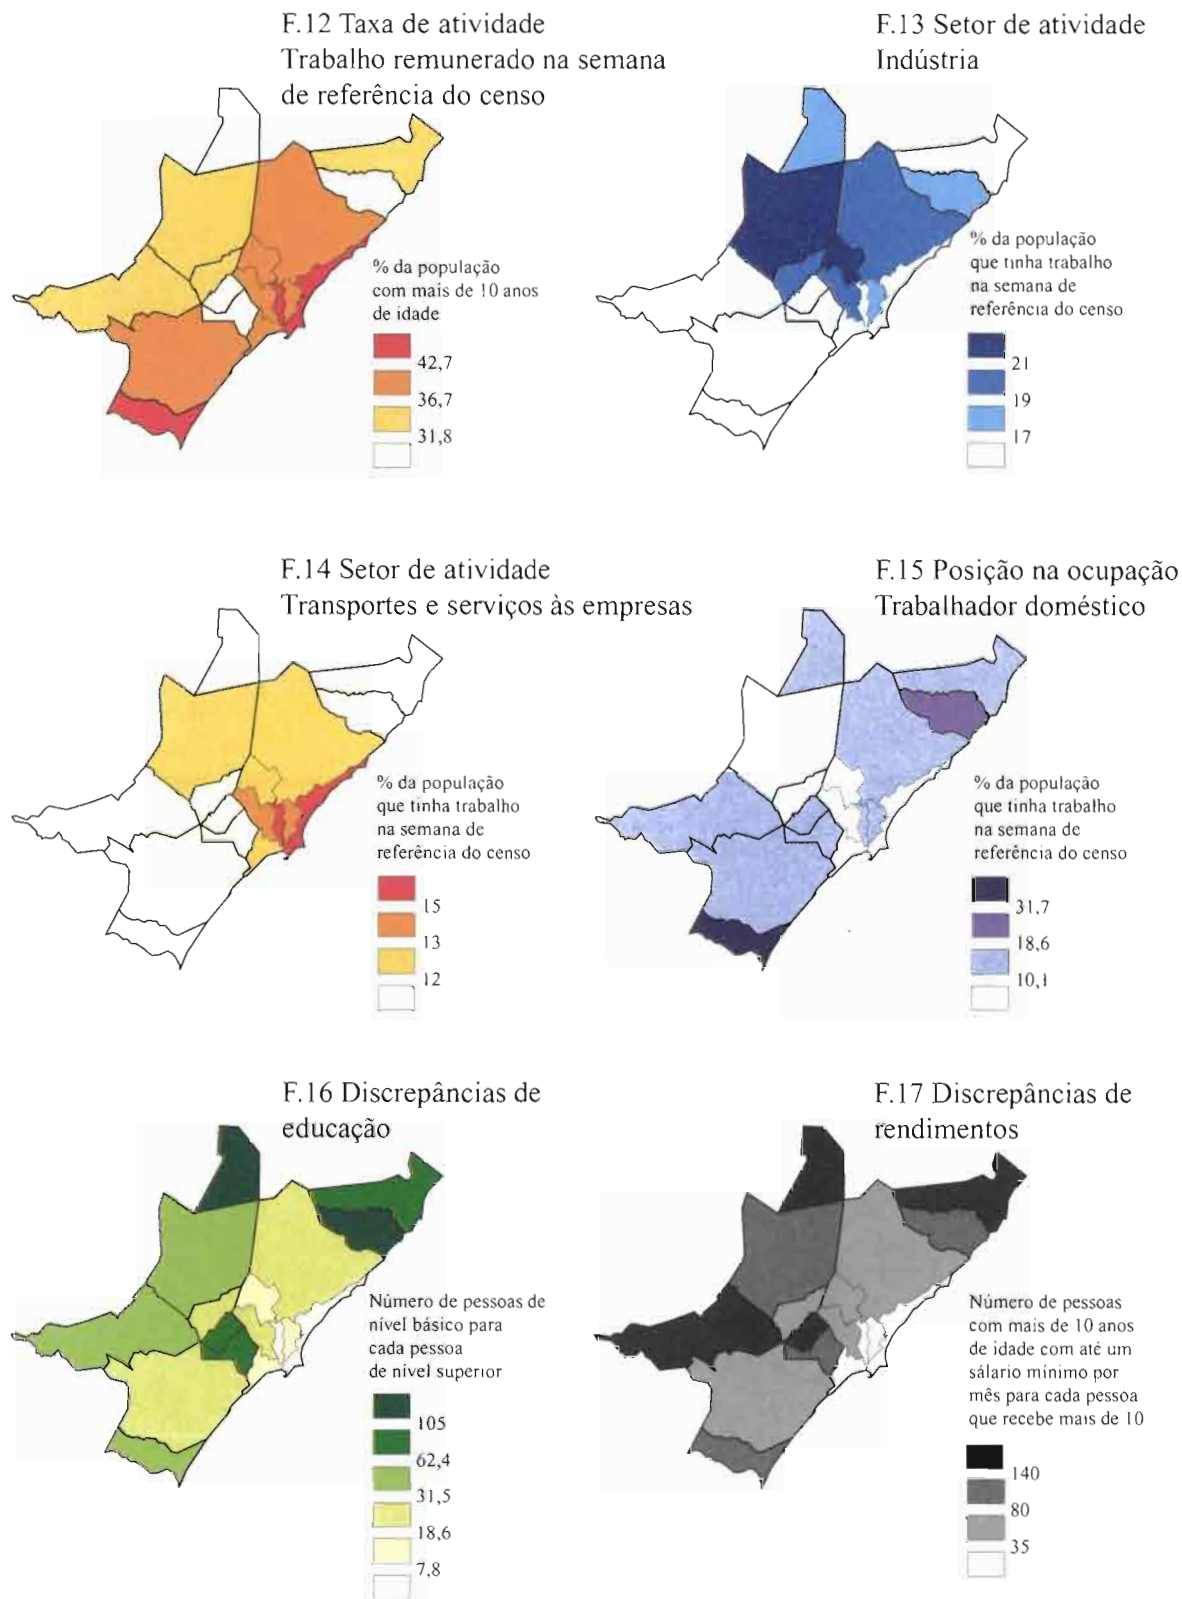 F.12 Taxa de atividade
Trabalho remunerado na semana
de referência do censo
% da população
com mais de 10 anos
de idade
42,7
36,7
31,8
F.13 Setor de atividade
Indústria
% da população
que tinha trabalho
na semana de
referência do censo
21
19
17
F.14 Setor de atividade
Transportes e serviços às empresas
% da população
que tinha trabalho
na semana de
referência do censo
15
13
12
F.15 Posição na ocupação
Trabalhador doméstico
% da população
que tinha trabalho
na semana de
referência do censo
31,7
18,6
10,1
F.16 Discrepâncias de
educação
Número de pessoas de
nível básico para
cada pessoa
de nível superior
105
62,4
31,5
18,6
7,8
F.17 Discrepâncias de
rendimentos
Número de pessoas
com mais de 10 anos
de idade com até um
sálario mínimo por
mês para cada pessoa
que recebe mais de 10
140
80
35